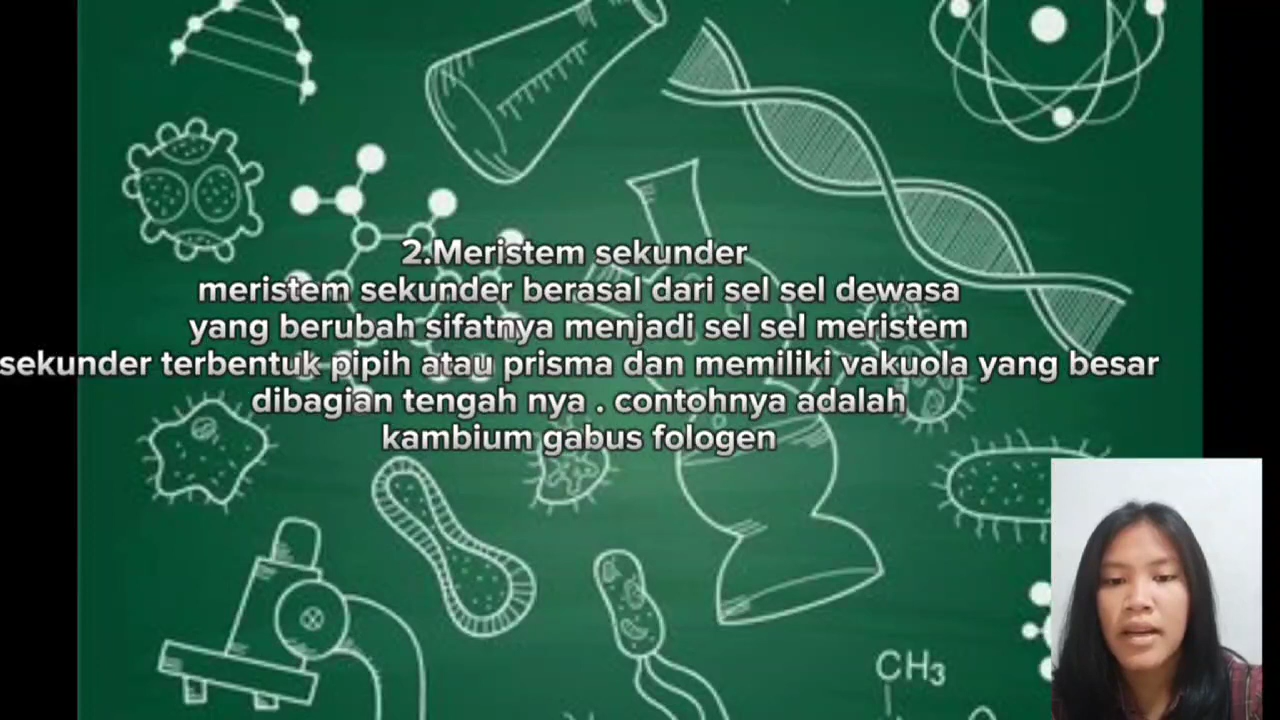 2.Meristem sekunder
meristem sekunder berasal dari sel sel dewasa
yang berubah sifatnya menjadi sel sel meristem
sekunder terbentuk pipih atau prisma dan memiliki vakuola yang besar
dibagian tengah nya . contohnya adalah
kambium gabus fologen
CH3